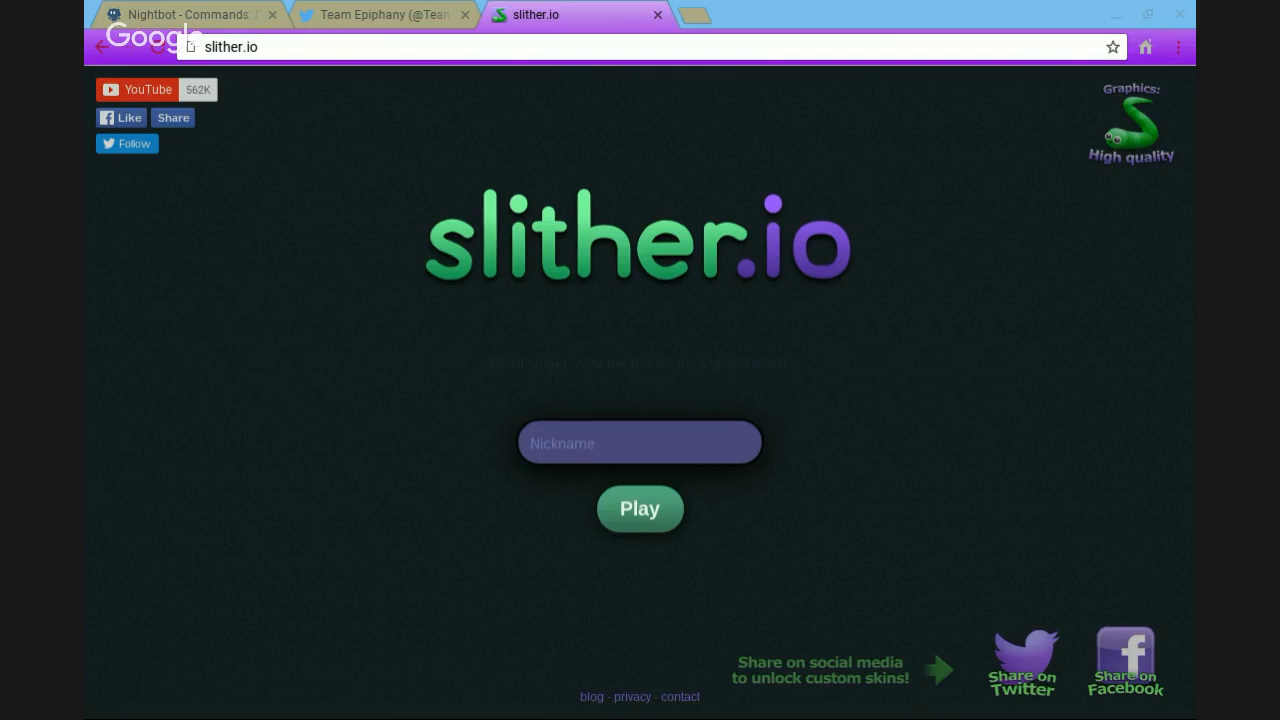 Nightbot - Commands:
Team Epiphany (@Team
slither.io
Google
slither.io
YouTube 562K
Like Share
Follow
Graphics:
High quality
slither.io
Nickname
Play
Share on social media
to unlock custom skins!
Share on
Twitter
Share on
Facebook
blog - privacy - contact